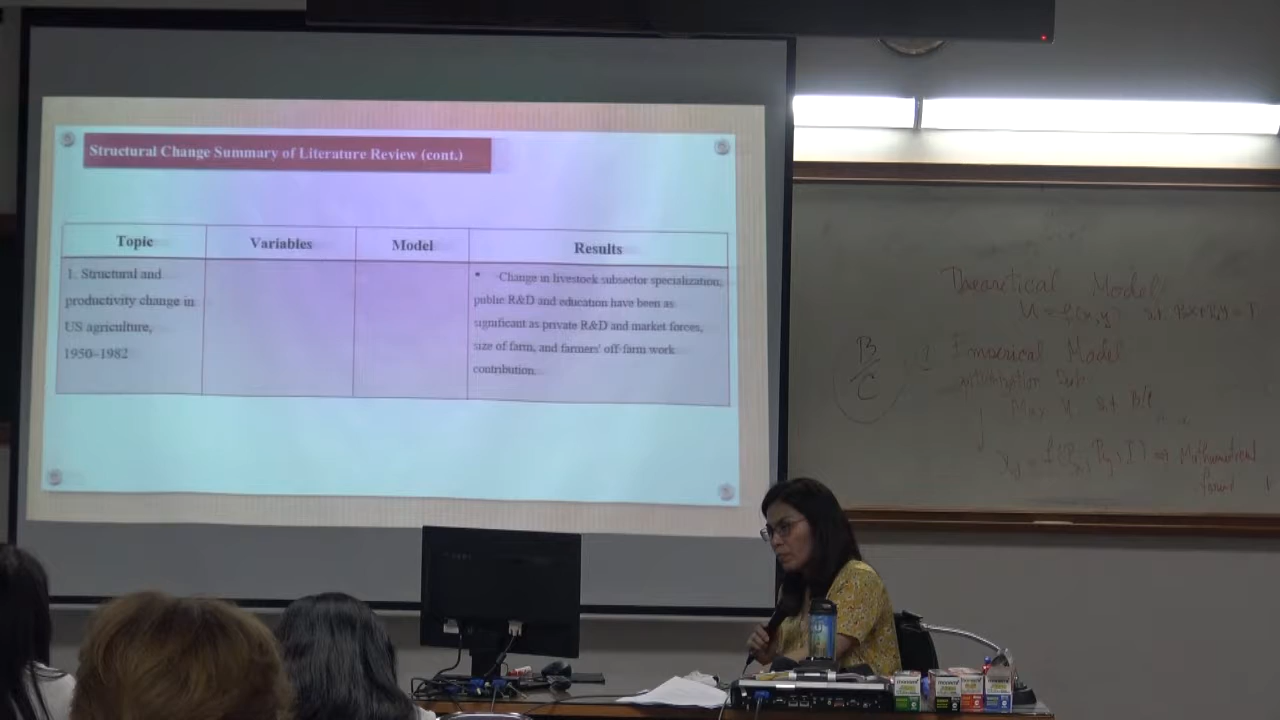 Structural Change Summary of Literature Review (cont.)
Topic
Variables
Model
Results
1. Structural and
productivity change in
US agriculture,
1950–1982
• Change in livestock subsector specialization,
public R&D and education have been as
significant as private R&D and market forces,
size of farm, and farmers' off-farm work
contribution.
Theoretical Model
B
C
Emperical Model
Max U s.t